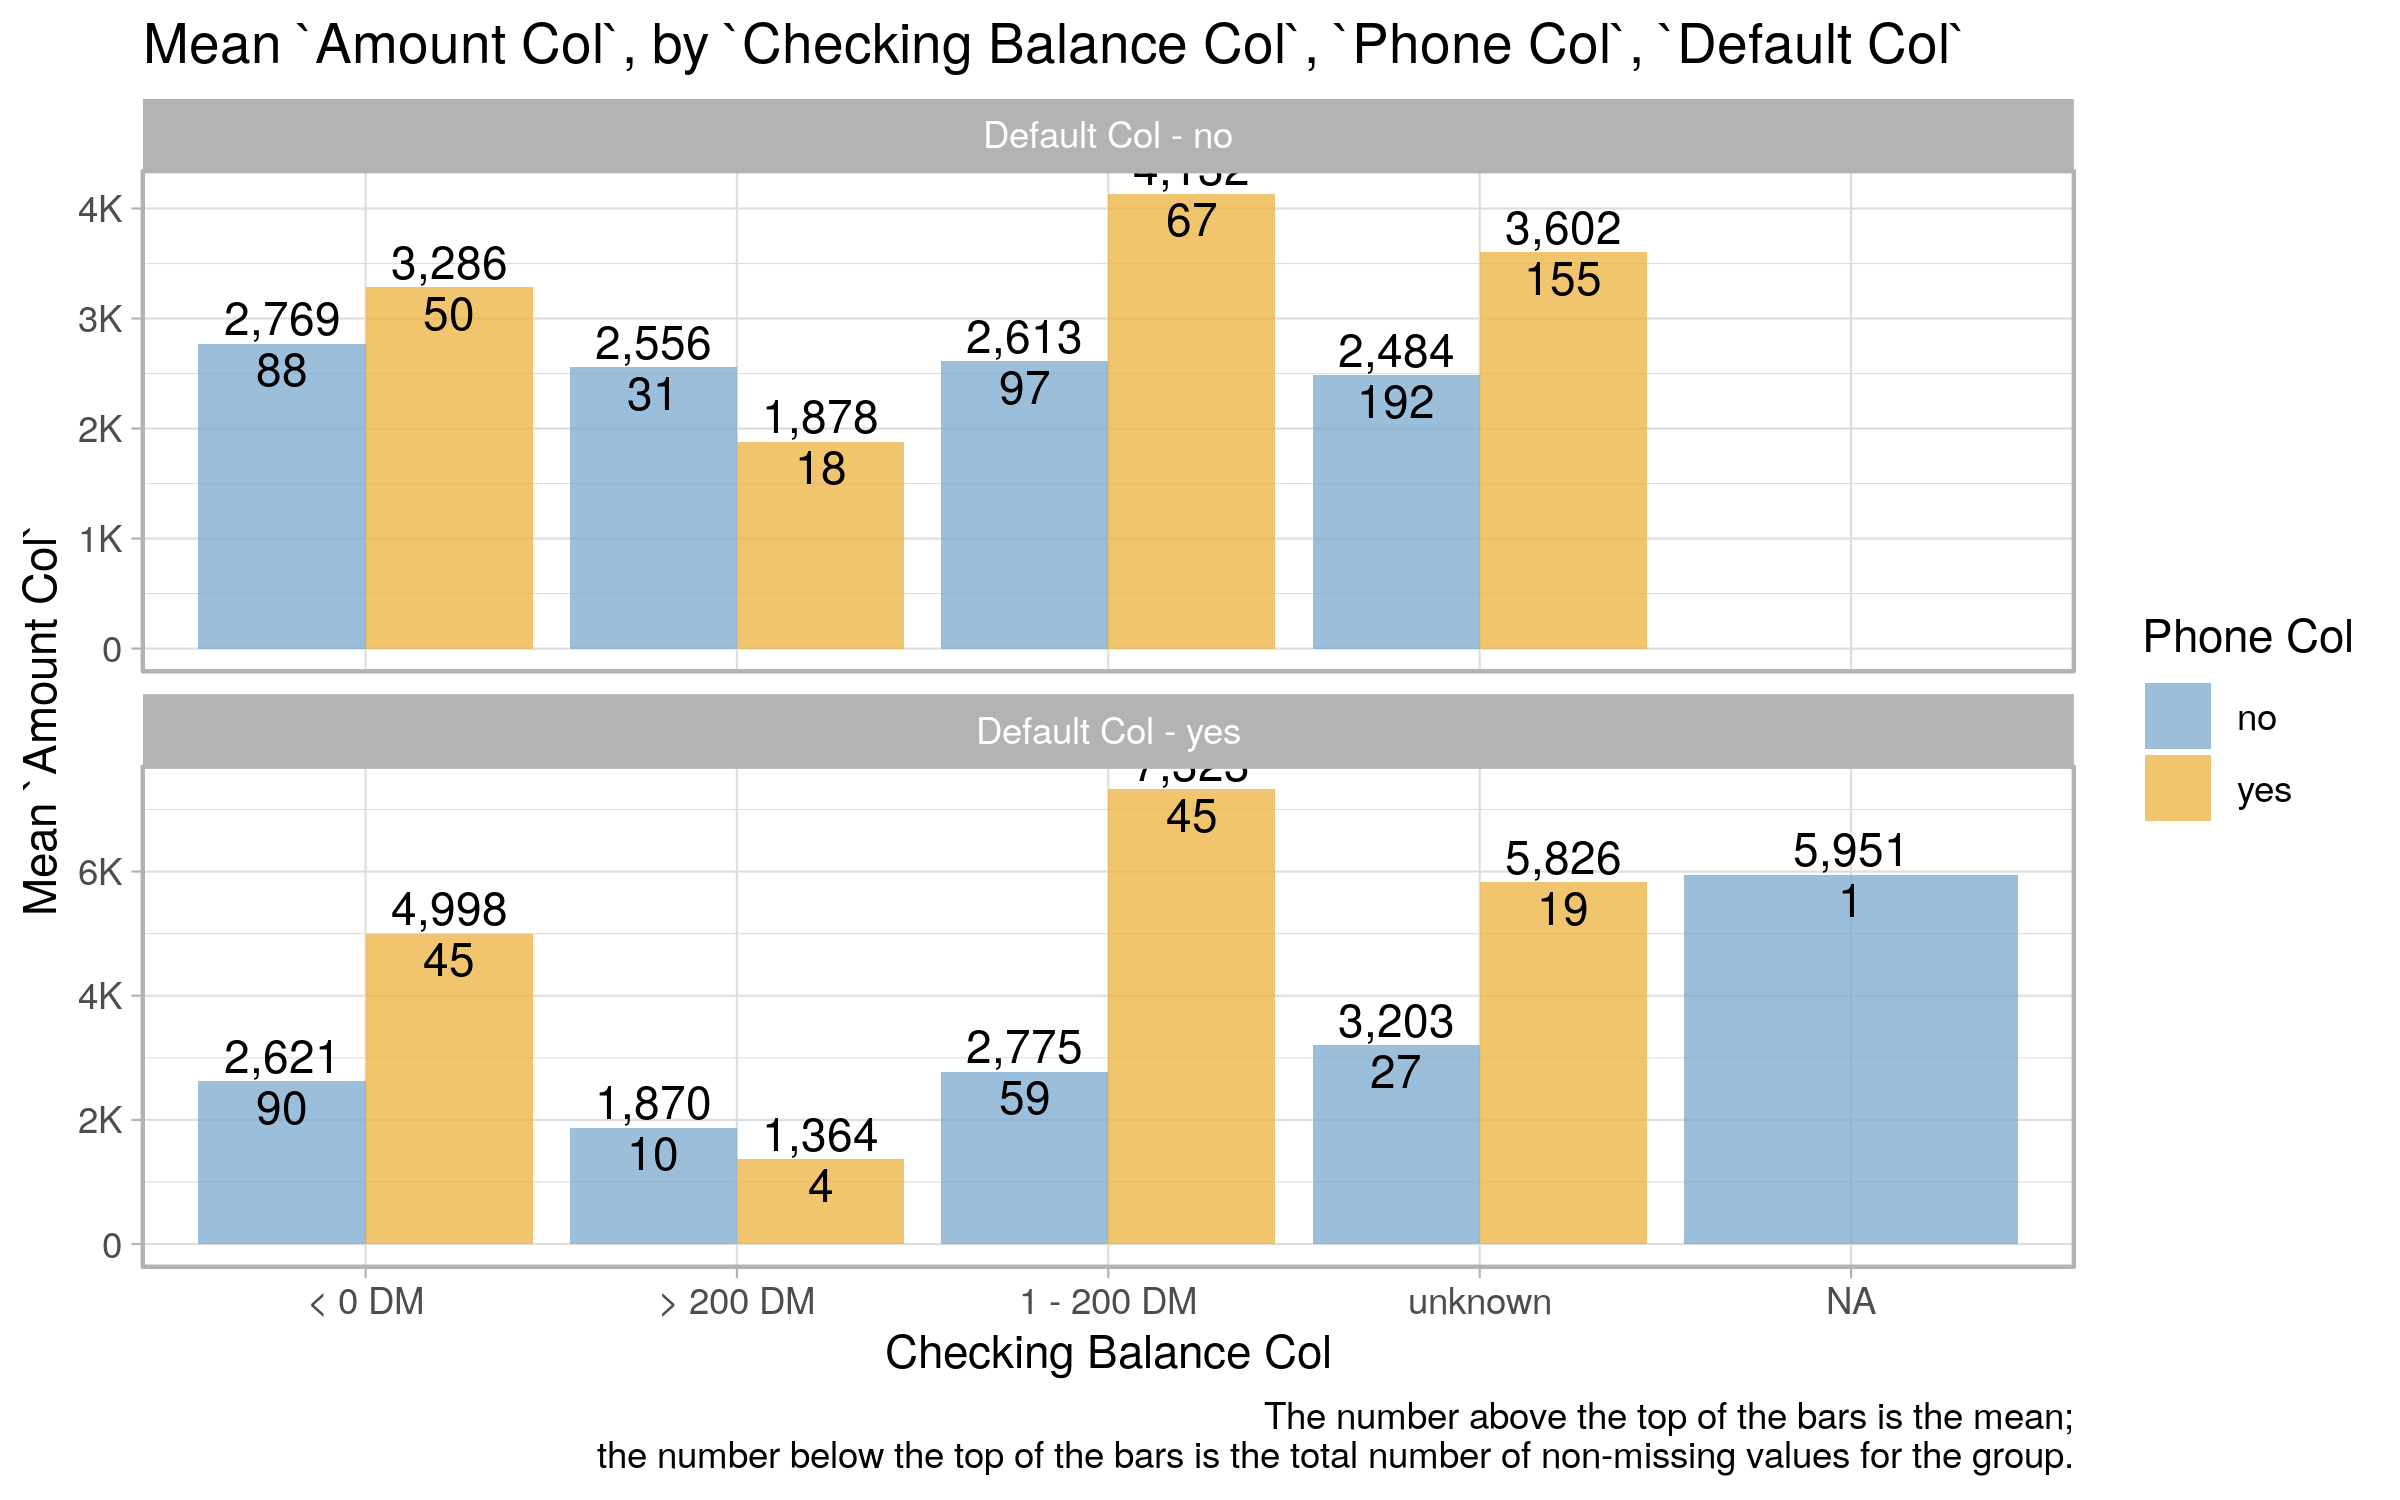 Mean `Amount Col`, by `Checking Balance Col`, `Phone Col`, `Default Col`
Default Col - no
4K
3K
2K
1K
0
2,769
88
3,286
50
2,556
31
1,878
18
2,613
97
67
2,484
192
3,602
155
Mean `Amount Col`
Default Col - yes
6K
4K
2K
0
2,621
90
4,998
45
1,870
10
1,364
4
2,775
59
45
3,203
27
5,826
19
5,951
1
< 0 DM
> 200 DM
1 - 200 DM
unknown
NA
Checking Balance Col
Phone Col
no
yes
The number above the top of the bars is the mean;
the number below the top of the bars is the total number of non-missing values for the group.